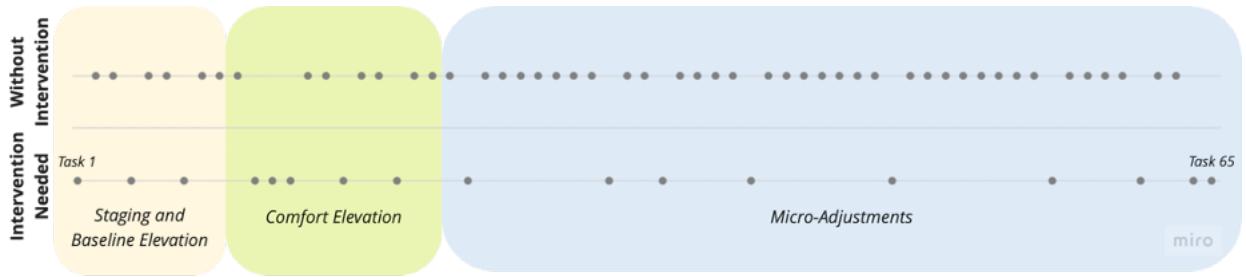 Without
Intervention
Intervention
Needed
Task 1
Task 65
Staging and
Baseline Elevation
Comfort Elevation
Micro-Adjustments
miro